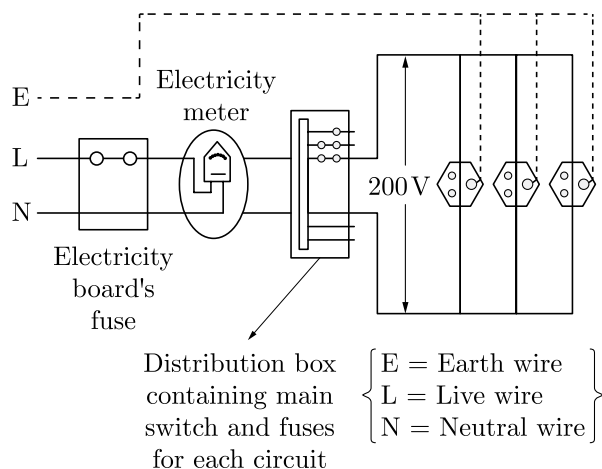 E
Electricity
meter
L
200 V
N
Electricity
board's
fuse
Distribution box
containing main
switch and fuses
for each circuit
E = Earth wire
L = Live wire
N = Neutral wire